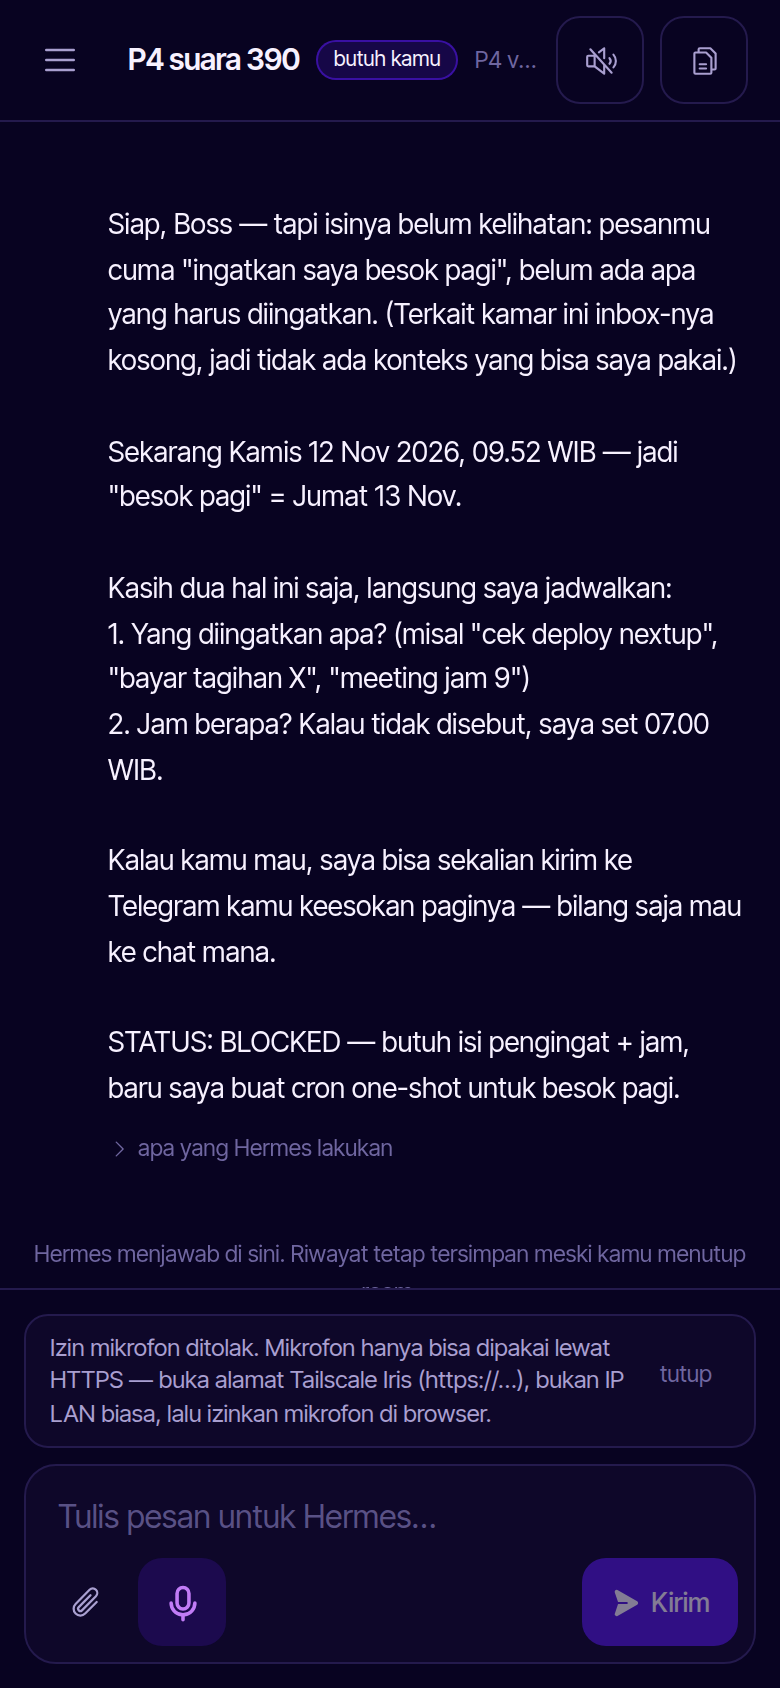 P4 suara 390
butuh kamu
P4 v...
Siap, Boss — tapi isinya belum kelihatan: pesanmu
cuma "ingatkan saya besok pagi", belum ada apa
yang harus diingatkan. (Terkait kamar ini inbox-nya
kosong, jadi tidak ada konteks yang bisa saya pakai.)
Sekarang Kamis 12 Nov 2026, 09.52 WIB — jadi
"besok pagi" = Jumat 13 Nov.
Kasih dua hal ini saja, langsung saya jadwalkan:
1. Yang diingatkan apa? (misal "cek deploy nextup",
"bayar tagihan X", "meeting jam 9")
2. Jam berapa? Kalau tidak disebut, saya set 07.00
WIB.
Kalau kamu mau, saya bisa sekalian kirim ke
Telegram kamu keesokan paginya — bilang saja mau
ke chat mana.
STATUS: BLOCKED — butuh isi pengingat + jam,
baru saya buat cron one-shot untuk besok pagi.
apa yang Hermes lakukan
Hermes menjawab di sini. Riwayat tetap tersimpan meski kamu menutup
Izin mikrofon ditolak. Mikrofon hanya bisa dipakai lewat
HTTPS — buka alamat Tailscale Iris (https://...), bukan IP
LAN biasa, lalu izinkan mikrofon di browser.
tutup
Tulis pesan untuk Hermes...
Kirim